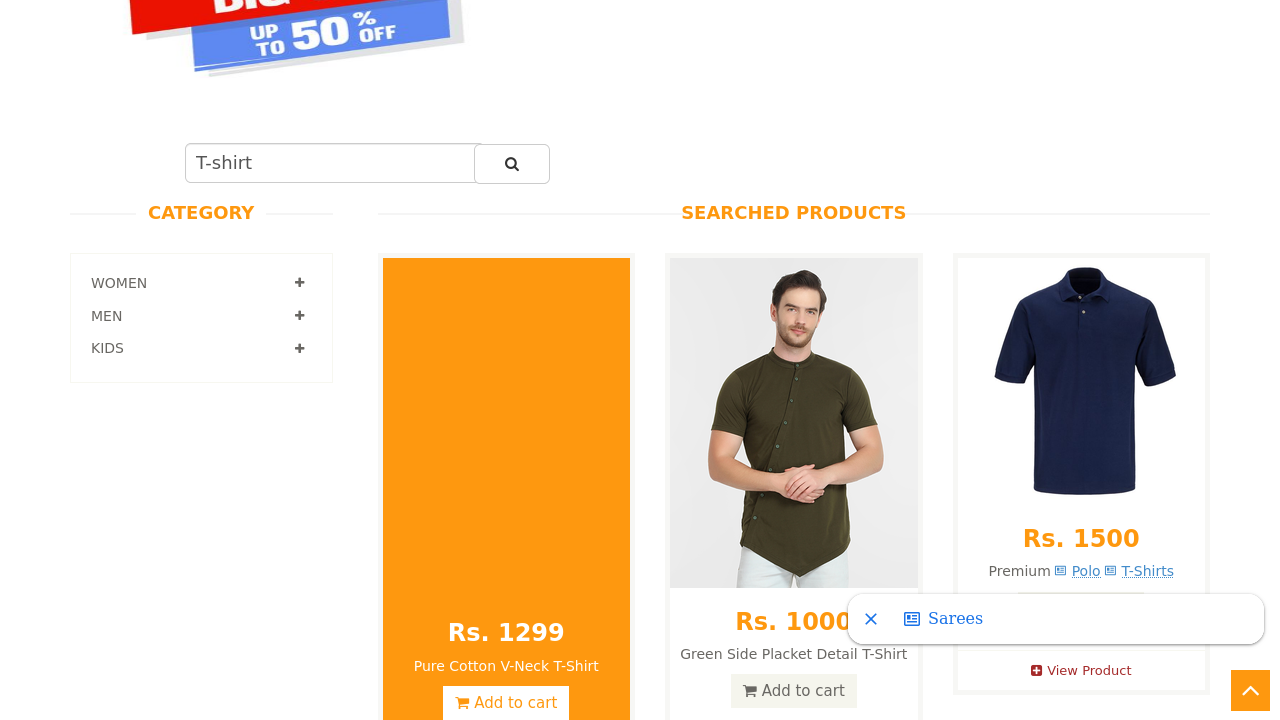 UP TO 50% OFF
T-shirt
CATEGORY
SEARCHED PRODUCTS
WOMEN
MEN
KIDS
Rs. 1299
Pure Cotton V-Neck T-Shirt
Add to cart
Rs. 1000
Green Side Placket Detail T-Shirt
Add to cart
Rs. 1500
Premium Polo T-Shirts
View Product
Sarees